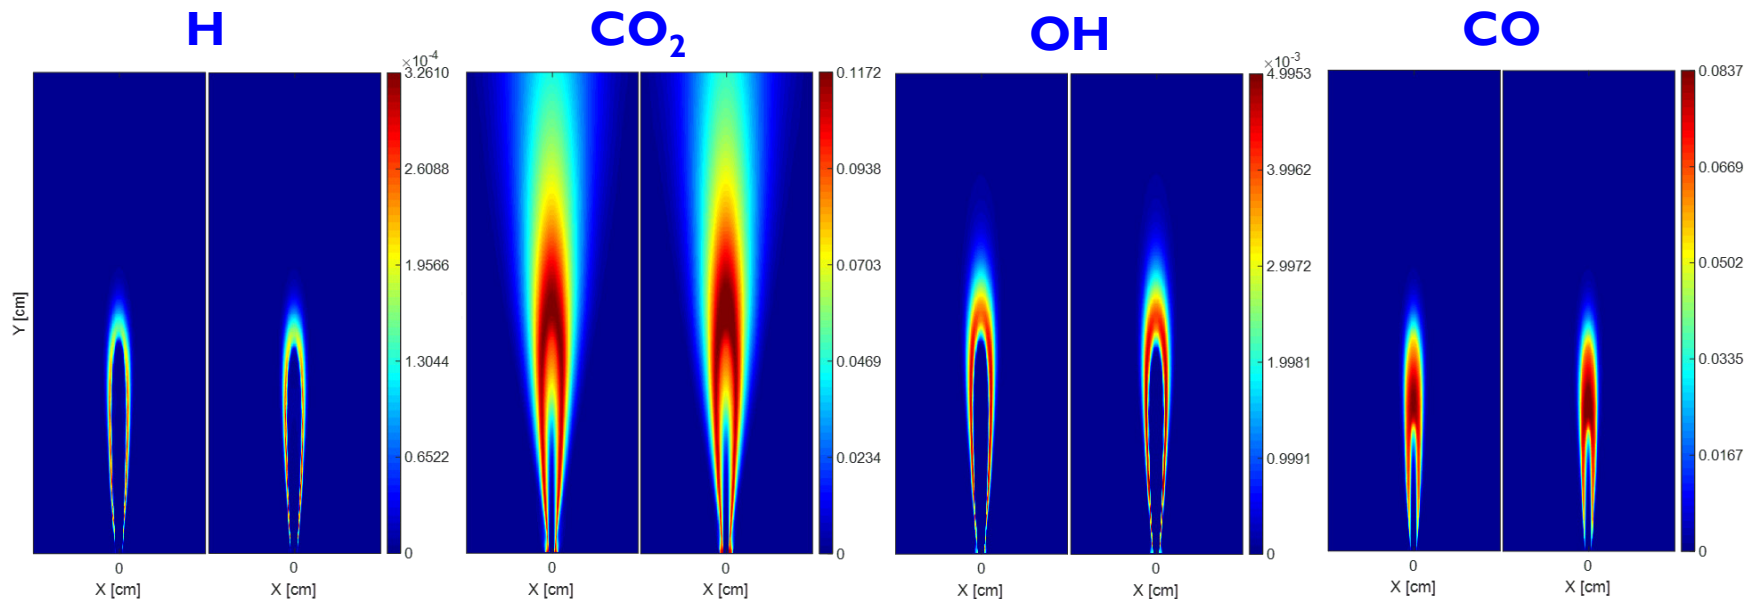 H
CO₂
OH
CO
×10⁻⁴
3.2610
2.6088
1.9566
1.3044
0.6522
0
Y [cm]
0
0
X [cm]
X [cm]
0.1172
0.0938
0.0703
0.0469
0.0234
0
0
0
X [cm]
X [cm]
×10⁻³
4.9953
3.9962
2.9972
1.9981
0.9991
0
0
0
X [cm]
X [cm]
0.0837
0.0669
0.0502
0.0335
0.0167
0
0
0
X [cm]
X [cm]